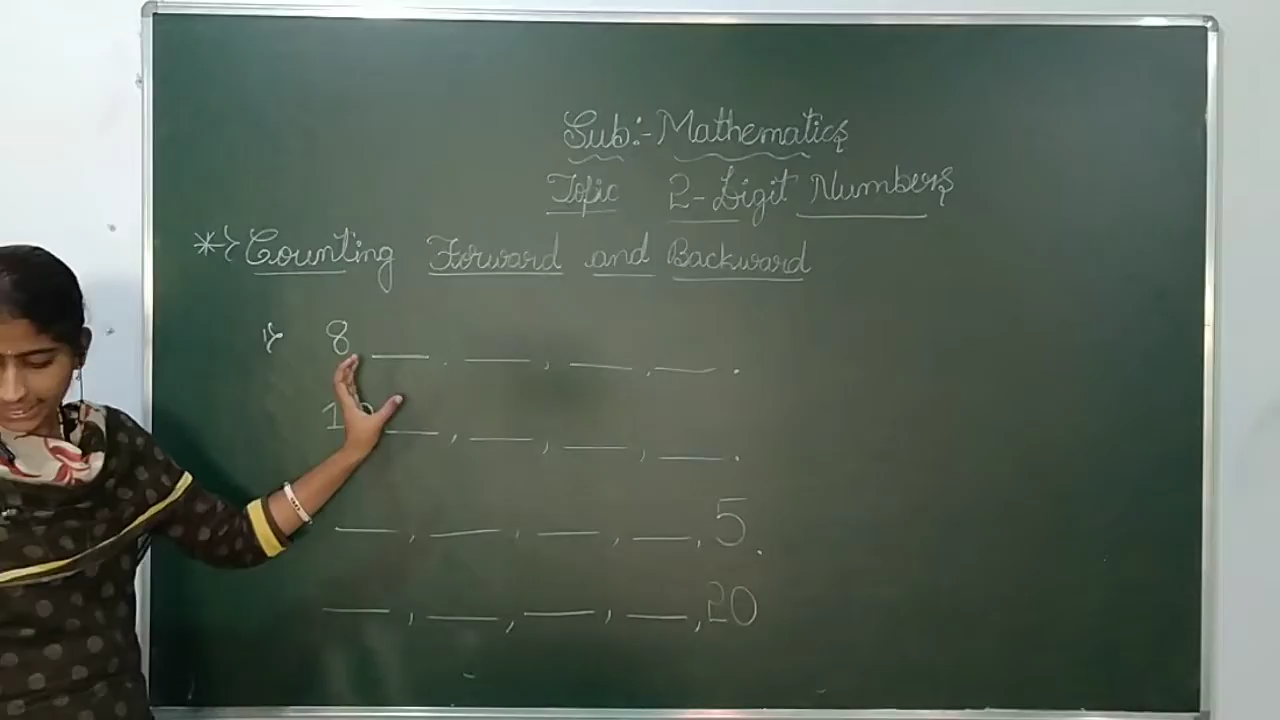 Sub:- Mathematics
Topic 2-Digit Numbers
*} Counting Forward and Backward
1} 8, ___, ___, ___, ___.
___, ___, ___, ___.
___, ___, ___, ___, 5.
___, ___, ___, ___, 20